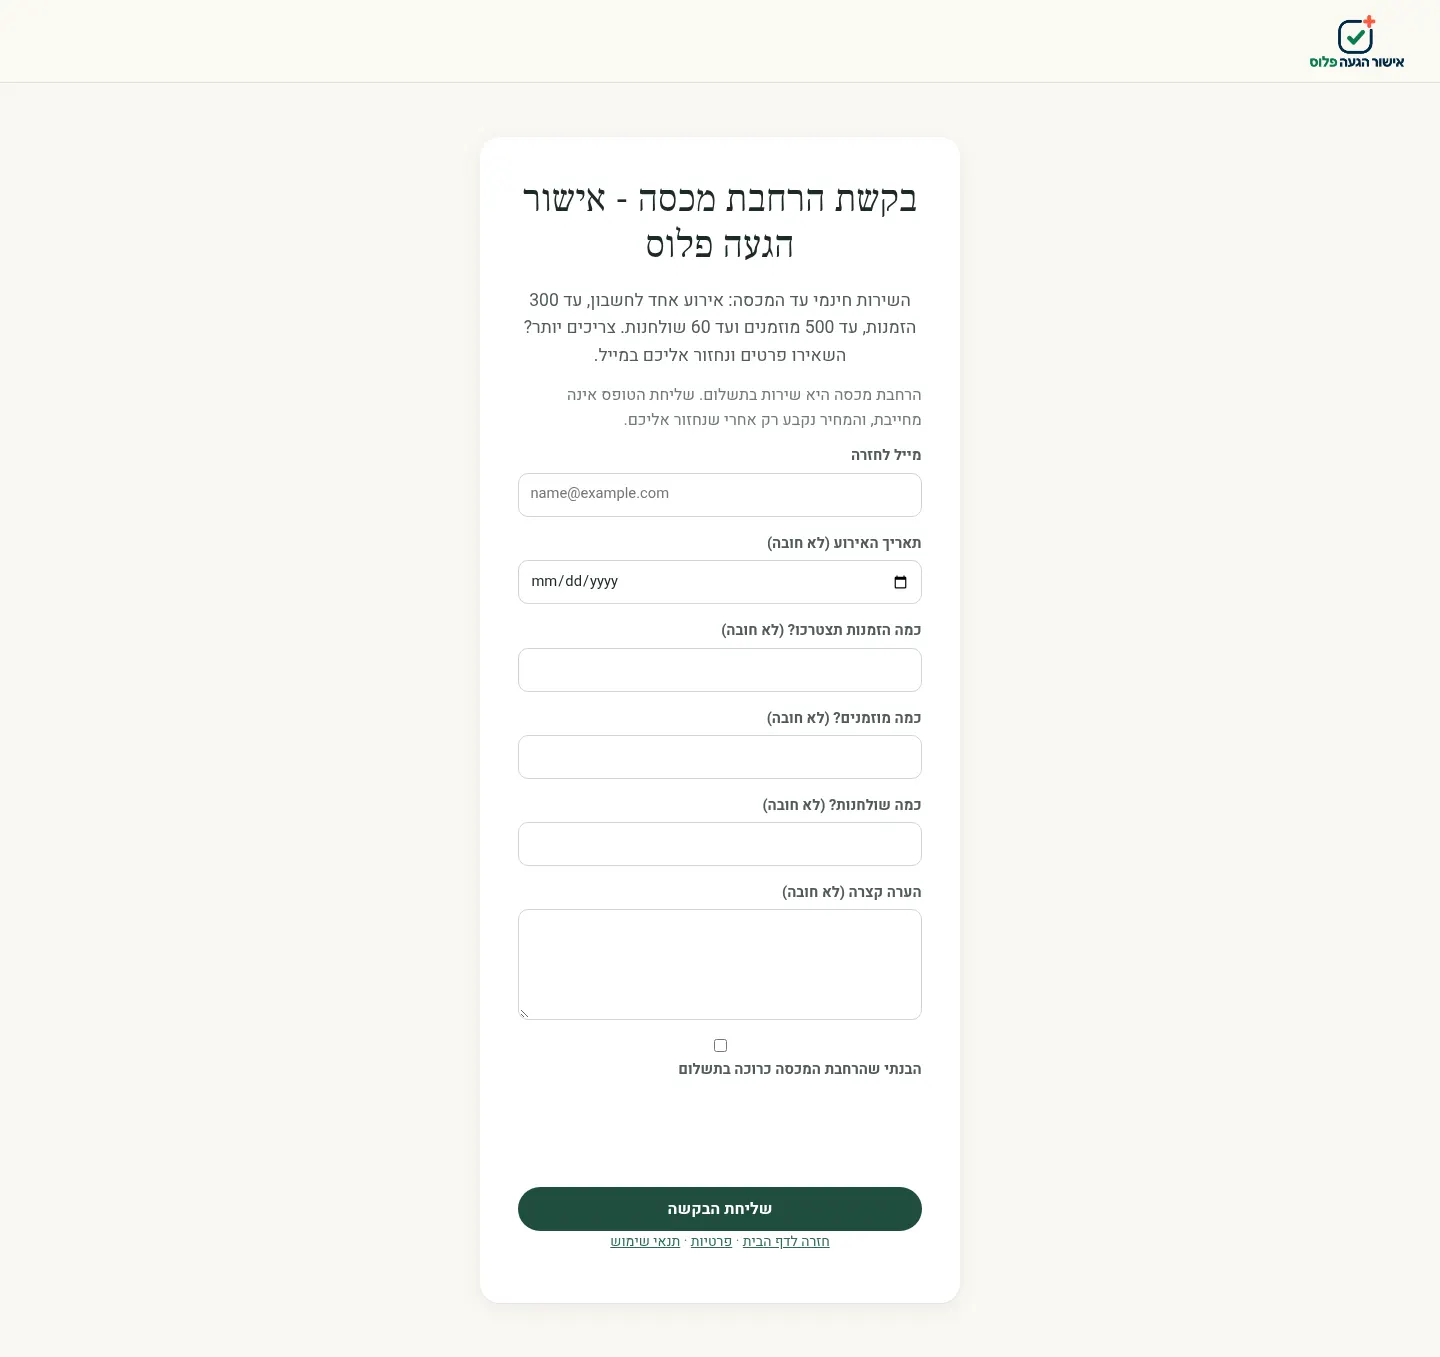 אישור הגעה פלוס
בקשת הרחבת מכסה - אישור
הגעה פלוס
השירות חינמי עד המכסה: אירוע אחד לחשבון, עד 300
הזמנות, עד 500 מוזמנים ועד 60 שולחנות. צריכים יותר?
השאירו פרטים ונחזור אליכם במייל.
הרחבת מכסה היא שירות בתשלום. שליחת הטופס אינה
מחייבת, והמחיר נקבע רק אחרי שנחזור אליכם.
מייל לחזרה
name@example.com
תאריך האירוע (לא חובה)
mm/dd/yyyy
כמה הזמנות תצטרכו? (לא חובה)
כמה מוזמנים? (לא חובה)
כמה שולחנות? (לא חובה)
הערה קצרה (לא חובה)
הבנתי שהרחבת המכסה כרוכה בתשלום
שליחת הבקשה
חזרה לדף הבית · פרטיות · תנאי שימוש